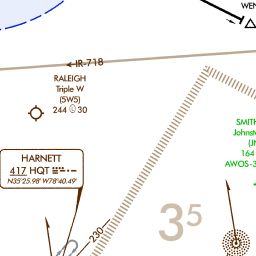 WEN
IR-718
RALEIGH
Triple W
(5W5)
244 30
SMITH
Johnst
(JN
164
AWOS-3
HARNETT
417 HQT
N35°25.98' W78°40.49'
230
35